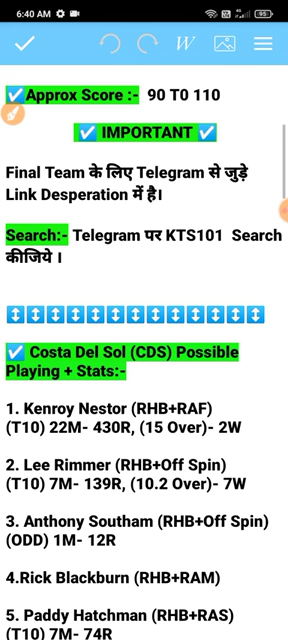 6:40 AM
95
W
✅Approx Score :- 90 T0 110
✅ IMPORTANT ✅
Final Team के लिए Telegram से जुड़े
Link Desperation में है।
Search:- Telegram पर KTS101 Search
कीजिये ।
↕️↕️↕️↕️↕️↕️↕️↕️↕️↕️↕️↕️↕️
✅ Costa Del Sol (CDS) Possible
Playing + Stats:-
1. Kenroy Nestor (RHB+RAF)
(T10) 22M- 430R, (15 Over)- 2W
2. Lee Rimmer (RHB+Off Spin)
(T10) 7M- 139R, (10.2 Over)- 7W
3. Anthony Southam (RHB+Off Spin)
(ODD) 1M- 12R
4.Rick Blackburn (RHB+RAM)
5. Paddy Hatchman (RHB+RAS)
(T10) 7M- 74R